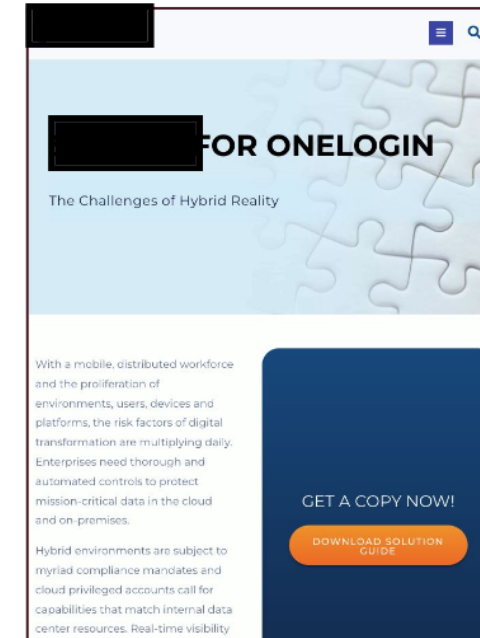 FOR ONELOGIN
The Challenges of Hybrid Reality
With a mobile, distributed workforce
and the proliferation of
environments, users, devices and
platforms, the risk factors of digital
transformation are multiplying daily.
Enterprises need thorough and
automated controls to protect
mission-critical data in the cloud
and on-premises.
Hybrid environments are subject to
myriad compliance mandates and
cloud privileged accounts call for
capabilities that match internal data
center resources. Real-time visibility
GET A COPY NOW!
DOWNLOAD SOLUTION
GUIDE